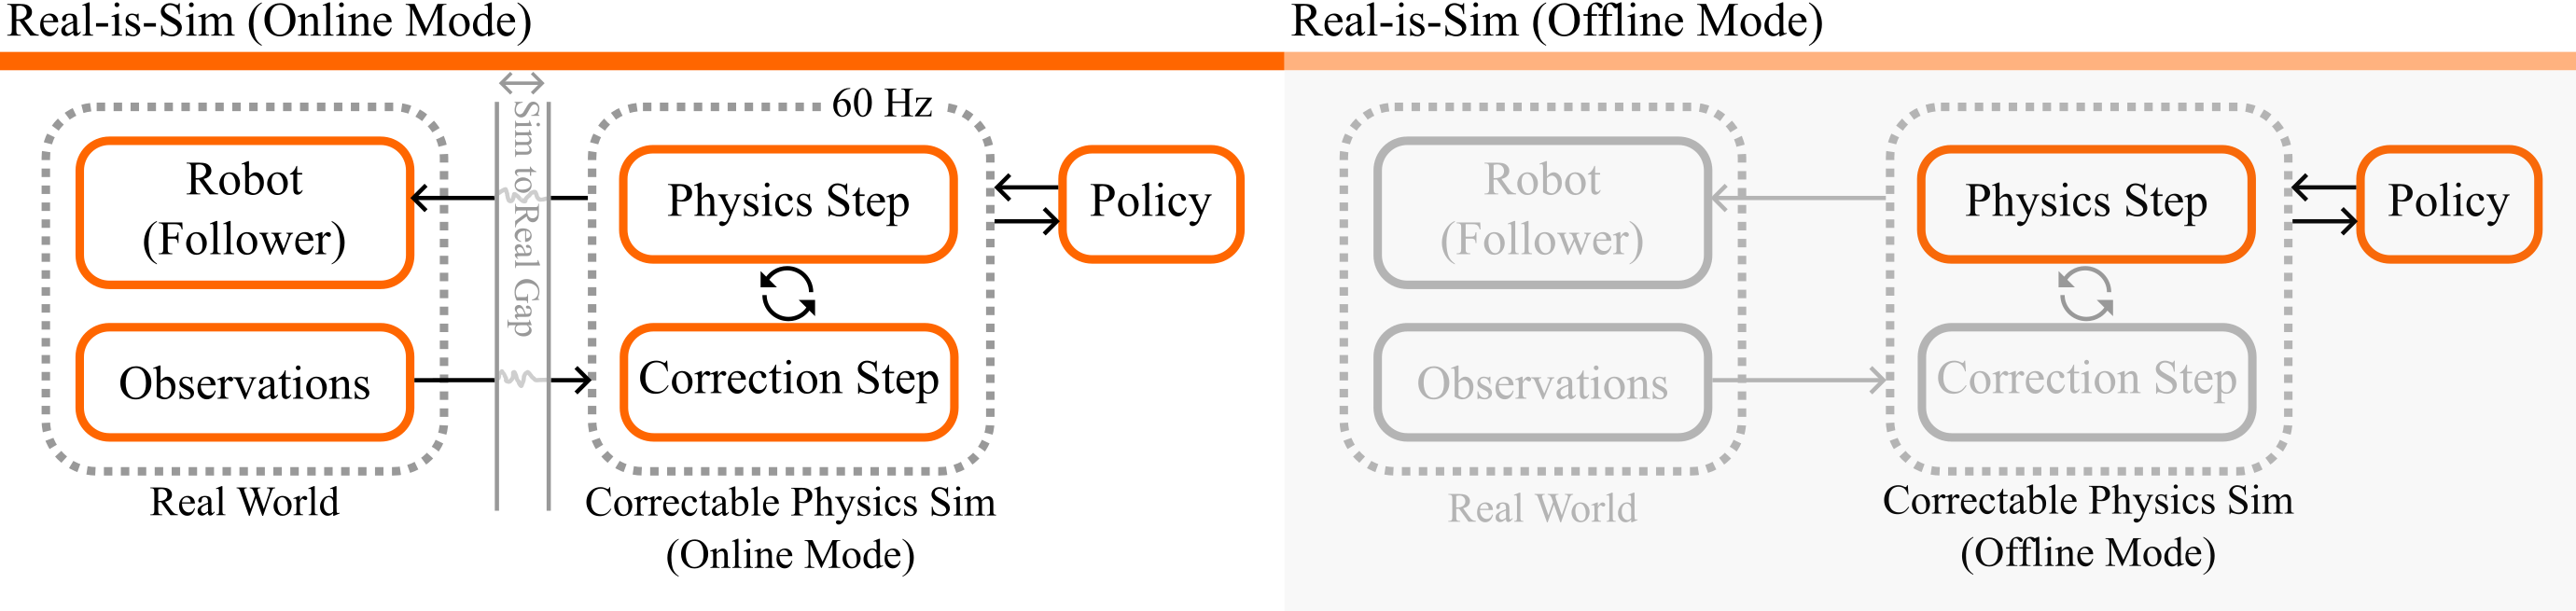 Real-is-Sim (Online Mode)
60 Hz
Robot
(Follower)
Observations
Real World
Sim to Real Gap
Physics Step
Correction Step
Correctable Physics Sim
(Online Mode)
Policy
Real-is-Sim (Offline Mode)
Robot
(Follower)
Observations
Real World
Physics Step
Correction Step
Correctable Physics Sim
(Offline Mode)
Policy